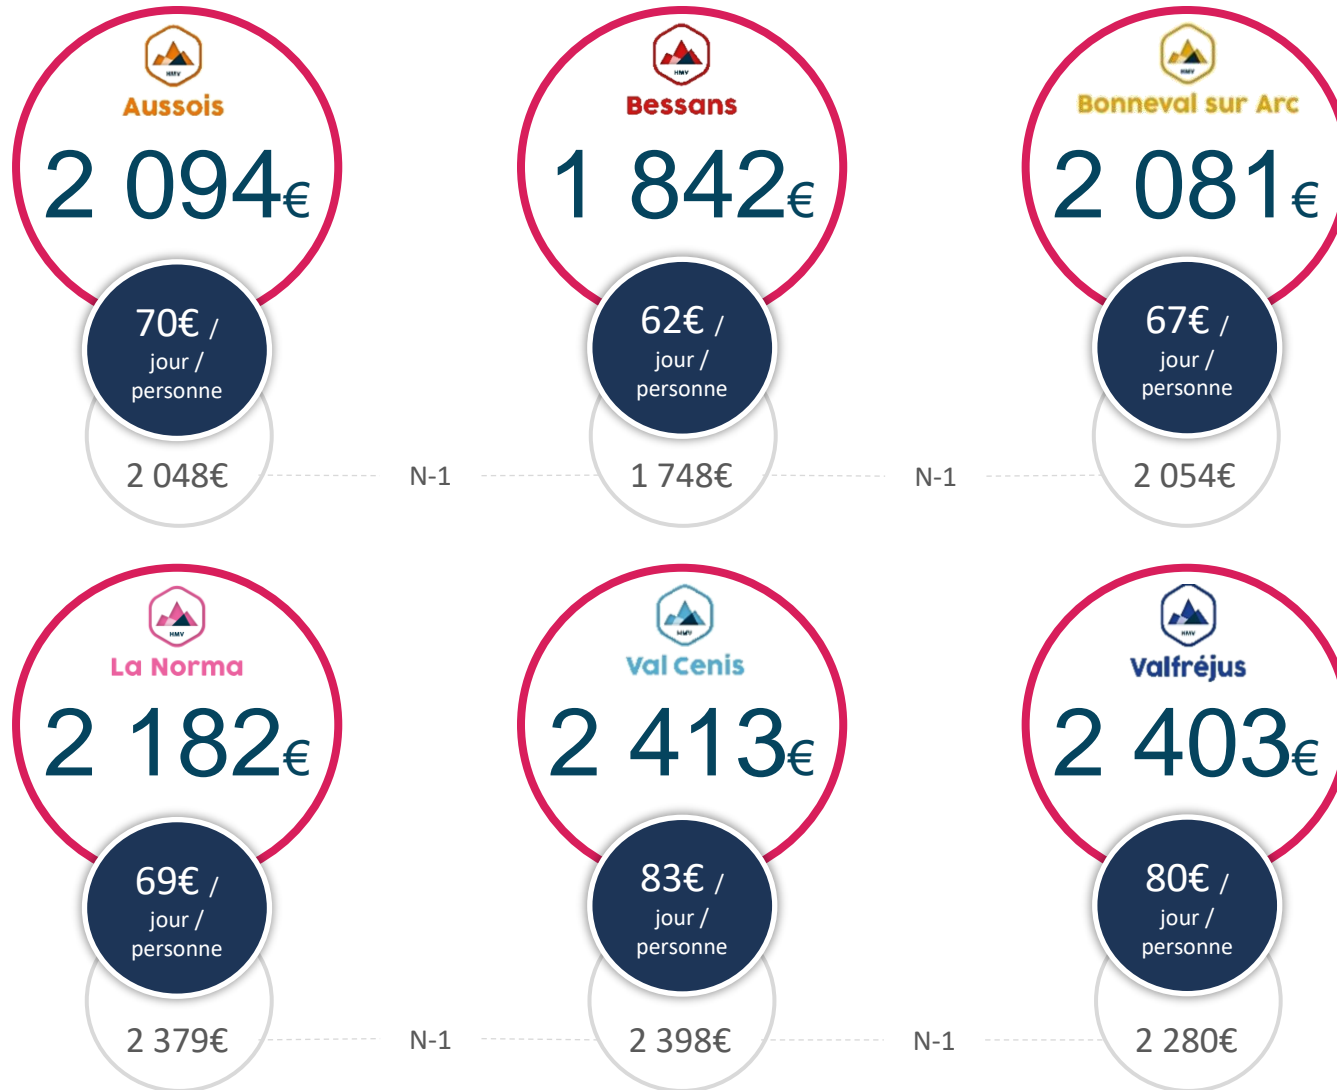 HMV
Aussois
2 094€
70€ /
jour /
personne
2 048€
HMV
Bessans
1 842€
62€ /
jour /
personne
1 748€
HMV
Bonneval sur Arc
2 081€
67€ /
jour /
personne
2 054€
N-1
N-1
HMV
La Norma
2 182€
69€ /
jour /
personne
2 379€
HMV
Val Cenis
2 413€
83€ /
jour /
personne
2 398€
HMV
Valfréjus
2 403€
80€ /
jour /
personne
2 280€
N-1
N-1